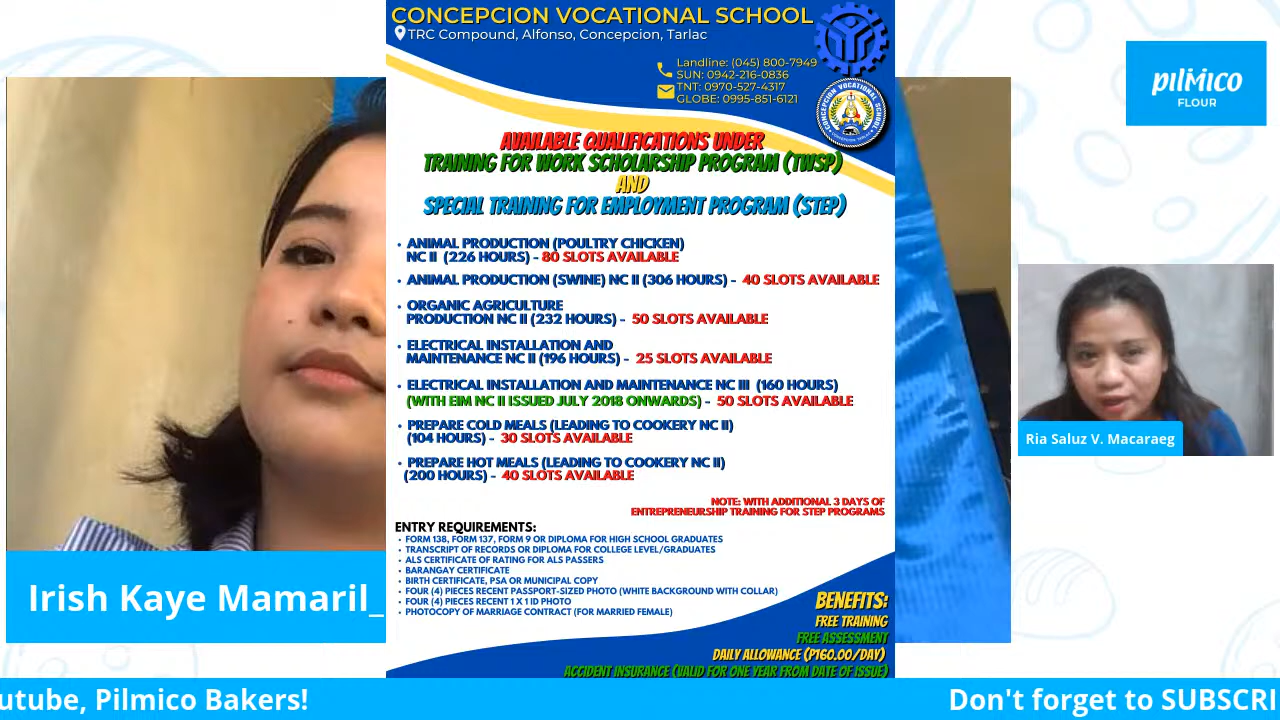 CONCEPCION VOCATIONAL SCHOOL
TRC Compound, Alfonso, Concepcion, Tarlac
Landline: (045) 800-7949
SUN: 0942-216-0836
TNT: 0970-527-4317
GLOBE: 0995-851-6121
CONCEPCION VOCATIONAL SCHOOL
pilmico
FLOUR
AVAILABLE QUALIFICATIONS UNDER
TRAINING FOR WORK SCHOLARSHIP PROGRAM (TWSP)
AND
SPECIAL TRAINING FOR EMPLOYMENT PROGRAM (STEP)
• ANIMAL PRODUCTION (POULTRY CHICKEN)
NC II (226 HOURS) - 80 SLOTS AVAILABLE
• ANIMAL PRODUCTION (SWINE) NC II (306 HOURS) - 40 SLOTS AVAILABLE
• ORGANIC AGRICULTURE
PRODUCTION NC II (232 HOURS) - 50 SLOTS AVAILABLE
• ELECTRICAL INSTALLATION AND
MAINTENANCE NC II (196 HOURS) - 25 SLOTS AVAILABLE
• ELECTRICAL INSTALLATION AND MAINTENANCE NC III (160 HOURS)
(WITH EIM NC II ISSUED JULY 2018 ONWARDS) - 50 SLOTS AVAILABLE
• PREPARE COLD MEALS (LEADING TO COOKERY NC II)
(104 HOURS) - 30 SLOTS AVAILABLE
• PREPARE HOT MEALS (LEADING TO COOKERY NC II)
(200 HOURS) - 40 SLOTS AVAILABLE
NOTE: WITH ADDITIONAL 3 DAYS OF
ENTREPRENEURSHIP TRAINING FOR STEP PROGRAMS
ENTRY REQUIREMENTS:
• FORM 138, FORM 137, FORM 9 OR DIPLOMA FOR HIGH SCHOOL GRADUATES
• TRANSCRIPT OF RECORDS OR DIPLOMA FOR COLLEGE LEVEL/GRADUATES
• ALS CERTIFICATE OF RATING FOR ALS PASSERS
• BARANGAY CERTIFICATE
• BIRTH CERTIFICATE, PSA OR MUNICIPAL COPY
• FOUR (4) PIECES RECENT PASSPORT-SIZED PHOTO (WHITE BACKGROUND WITH COLLAR)
• FOUR (4) PIECES RECENT 1 X 1 ID PHOTO
• PHOTOCOPY OF MARRIAGE CONTRACT (FOR MARRIED FEMALE)
BENEFITS:
FREE TRAINING
FREE ASSESSMENT
DAILY ALLOWANCE (P160.00/DAY)
ACCIDENT INSURANCE (VALID FOR ONE YEAR FROM DATE OF ISSUE)
Irish Kaye Mamaril_
Ria Saluz V. Macaraeg
utube, Pilmico Bakers!
Don't forget to SUBSCRI